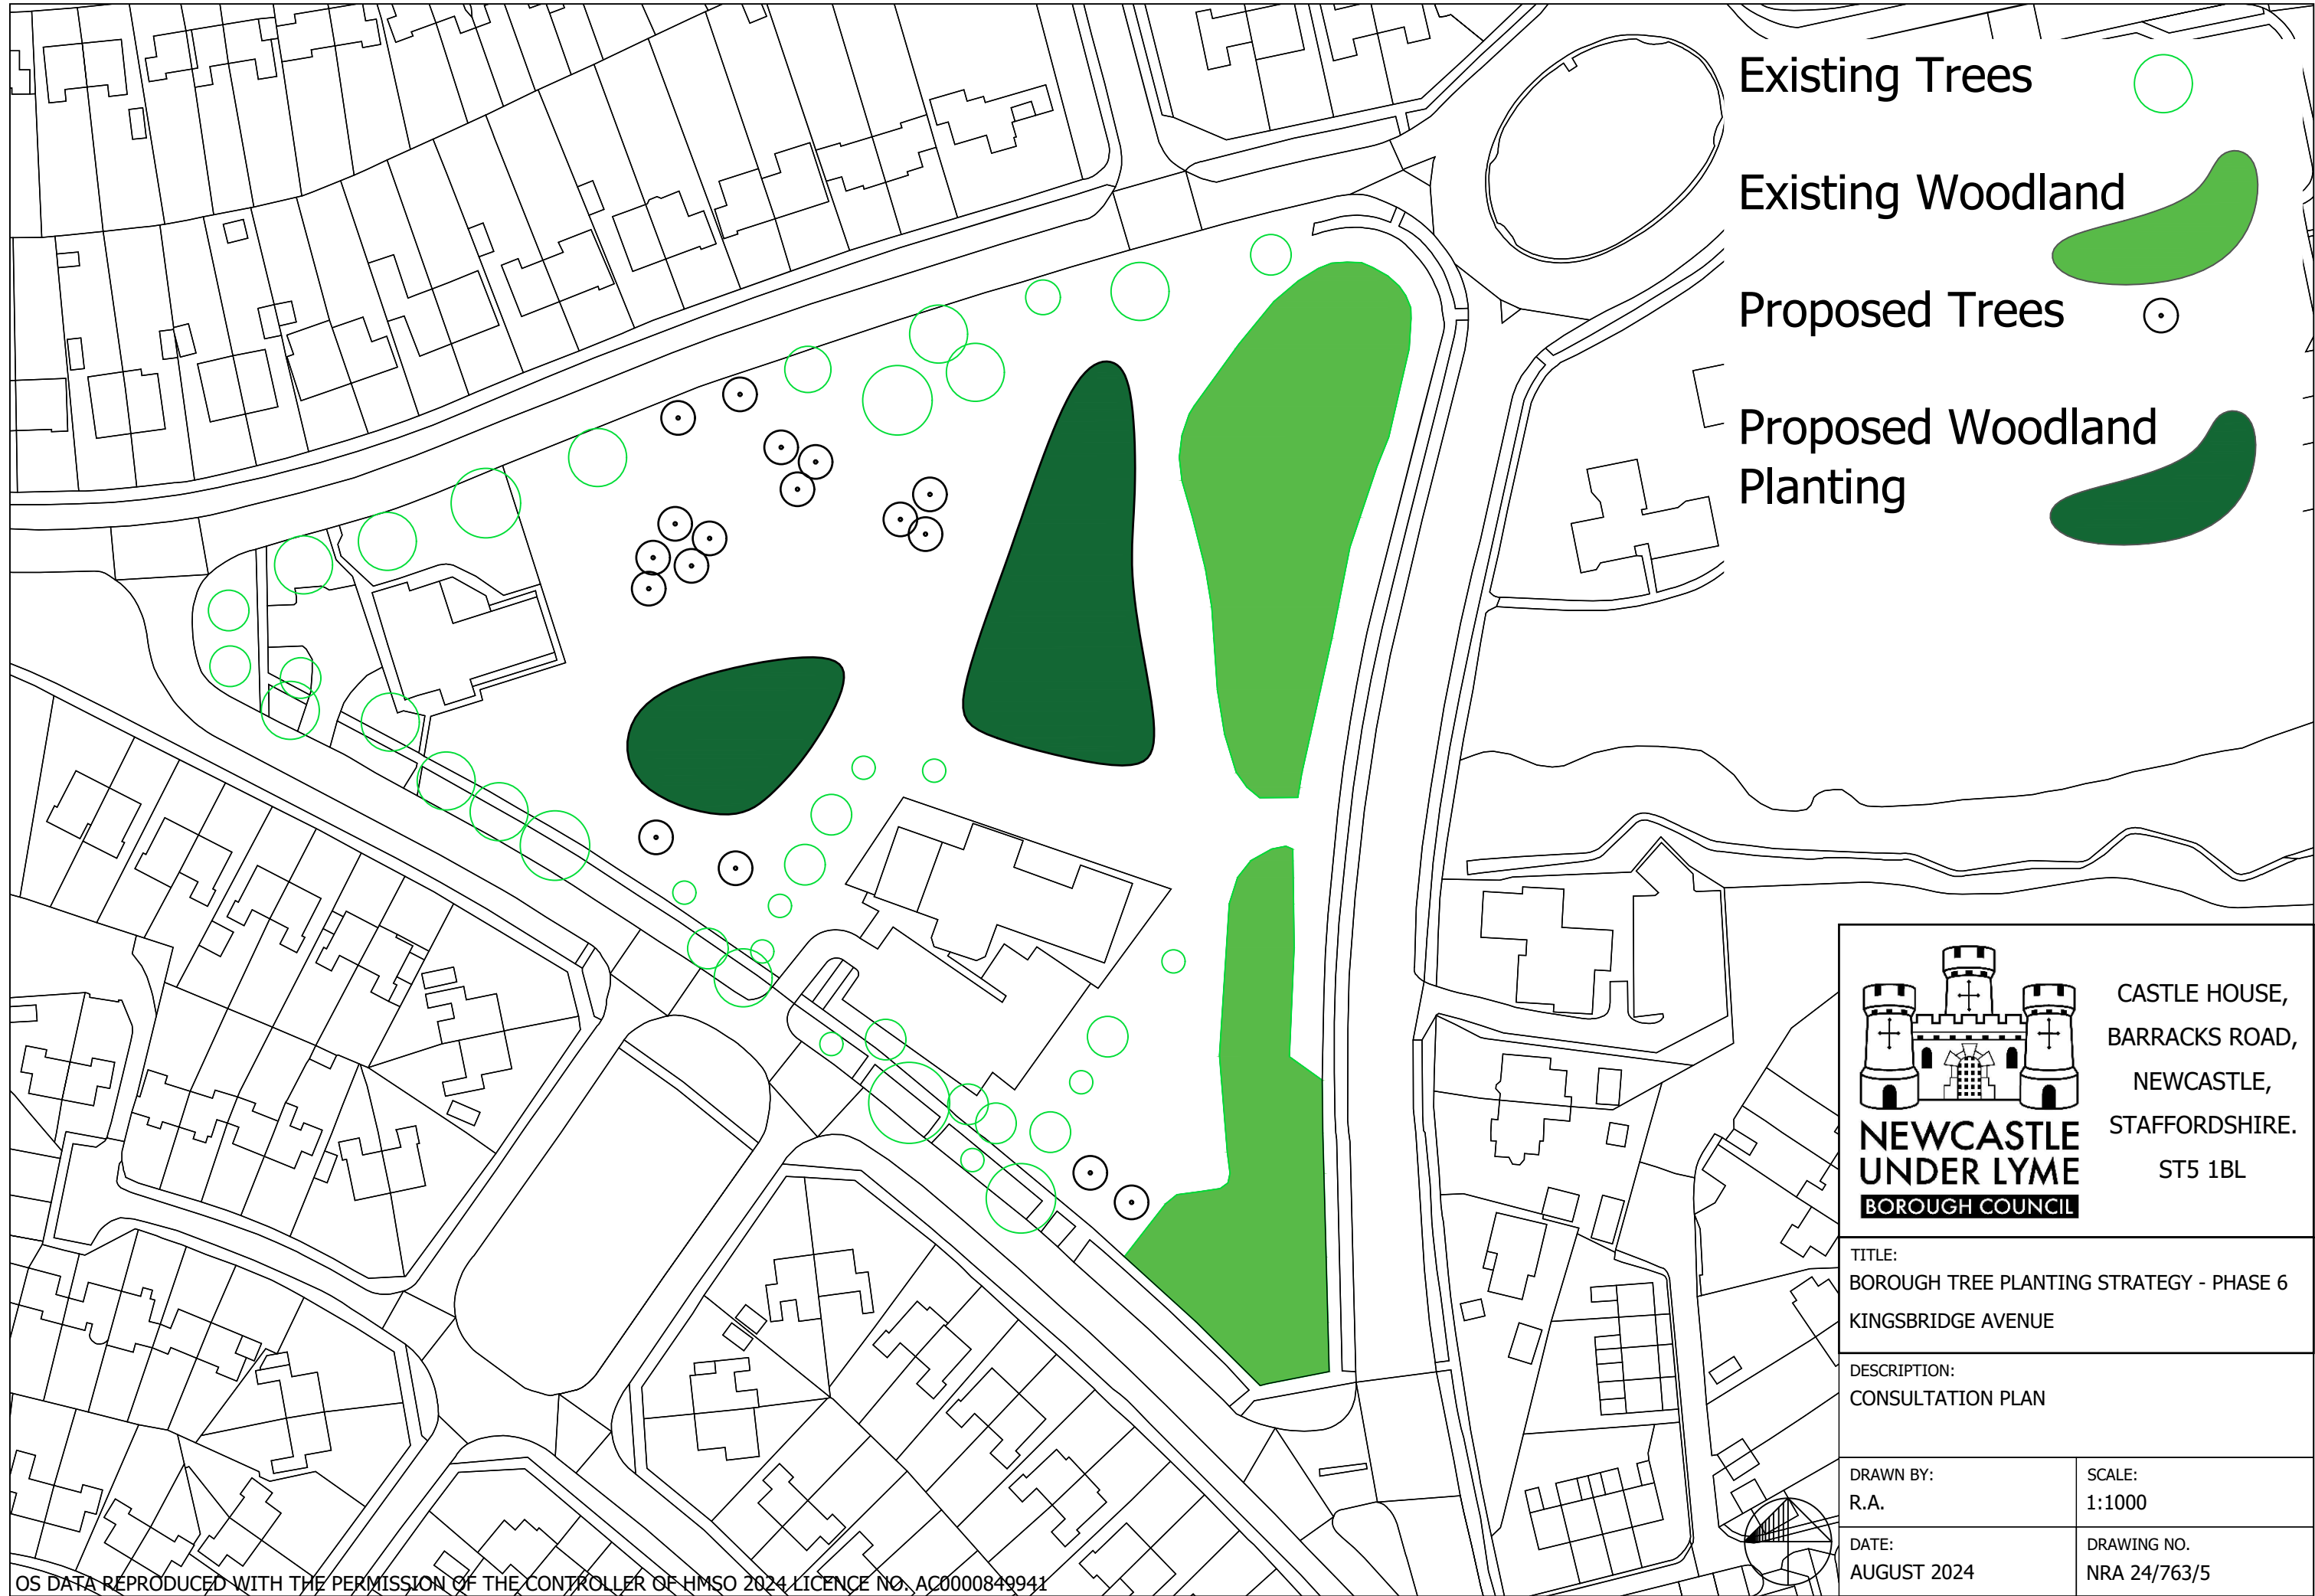 Existing Trees
Existing Woodland
Proposed Trees
Proposed Woodland
Planting
NEWCASTLE
UNDER LYME
BOROUGH COUNCIL
CASTLE HOUSE,
BARRACKS ROAD,
NEWCASTLE,
STAFFORDSHIRE.
ST5 1BL
TITLE:
BOROUGH TREE PLANTING STRATEGY - PHASE 6
KINGSBRIDGE AVENUE
DESCRIPTION:
CONSULTATION PLAN
DRAWN BY:
R.A.
SCALE:
1:1000
DATE:
AUGUST 2024
DRAWING NO.
NRA 24/763/5
OS DATA REPRODUCED WITH THE PERMISSION OF THE CONTROLLER OF HMSO 2024 LICENCE NO. AC0000849941